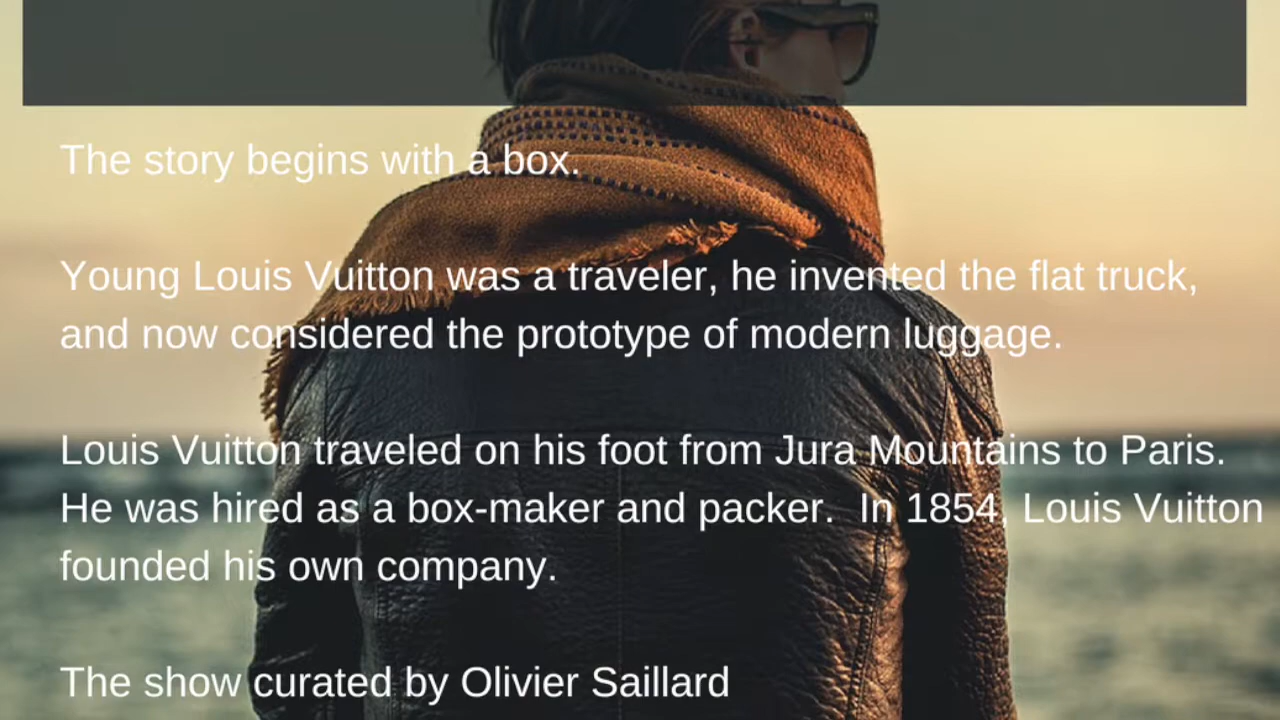 The story begins with a box.
Young Louis Vuitton was a traveler, he invented the flat truck,
and now considered the prototype of modern luggage.
Louis Vuitton traveled on his foot from Jura Mountains to Paris.
He was hired as a box-maker and packer.  In 1854, Louis Vuitton
founded his own company.
The show curated by Olivier Saillard